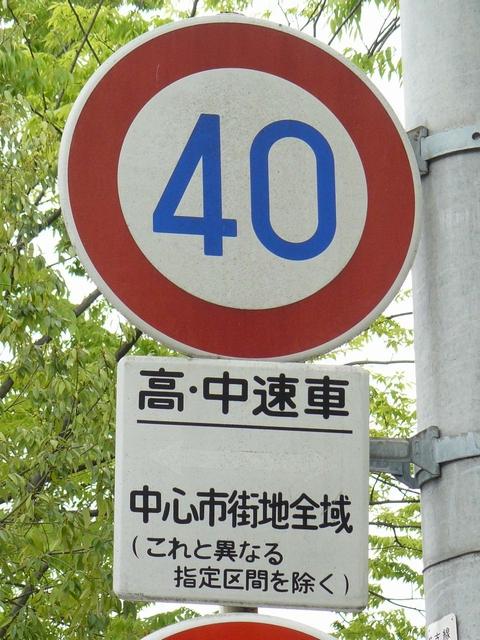 40
高・中速車
中心市街地全域
(これと異なる
指定区間を除く)